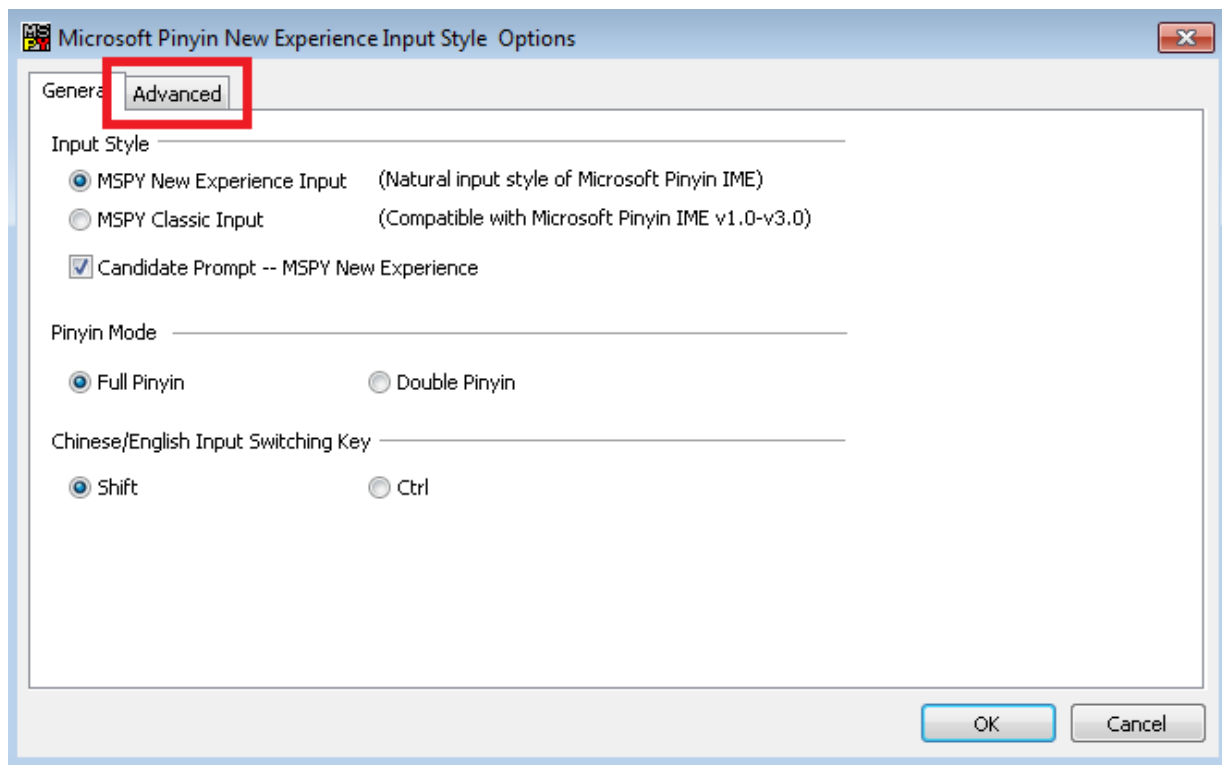 Microsoft Pinyin New Experience Input Style Options
General Advanced
Input Style
MSPY New Experience Input (Natural input style of Microsoft Pinyin IME)
MSPY Classic Input (Compatible with Microsoft Pinyin IME v1.0-v3.0)
Candidate Prompt -- MSPY New Experience
Pinyin Mode
Full Pinyin Double Pinyin
Chinese/English Input Switching Key
Shift Ctrl
OK Cancel